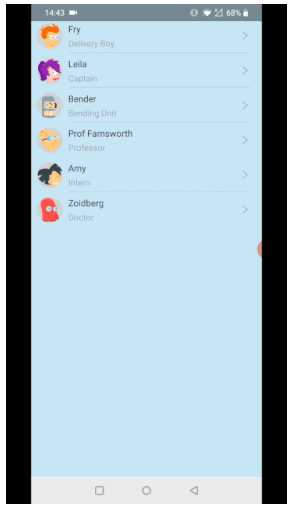 14:43
68%
Fry
Delivery Boy
Leila
Captain
Bender
Bending Unit
Prof Farnsworth
Professor
Amy
Intern
Zoidberg
Doctor